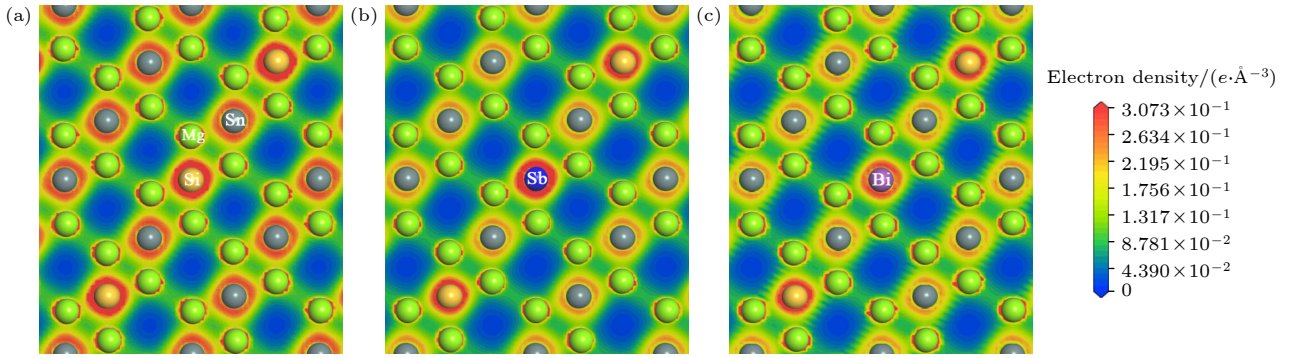 (a)
(b)
(c)
Sn
Mg
Si
Sb
Bi
Electron density/(e·Å⁻³)
3.073×10⁻¹
2.634×10⁻¹
2.195×10⁻¹
1.756×10⁻¹
1.317×10⁻¹
8.781×10⁻²
4.390×10⁻²
0